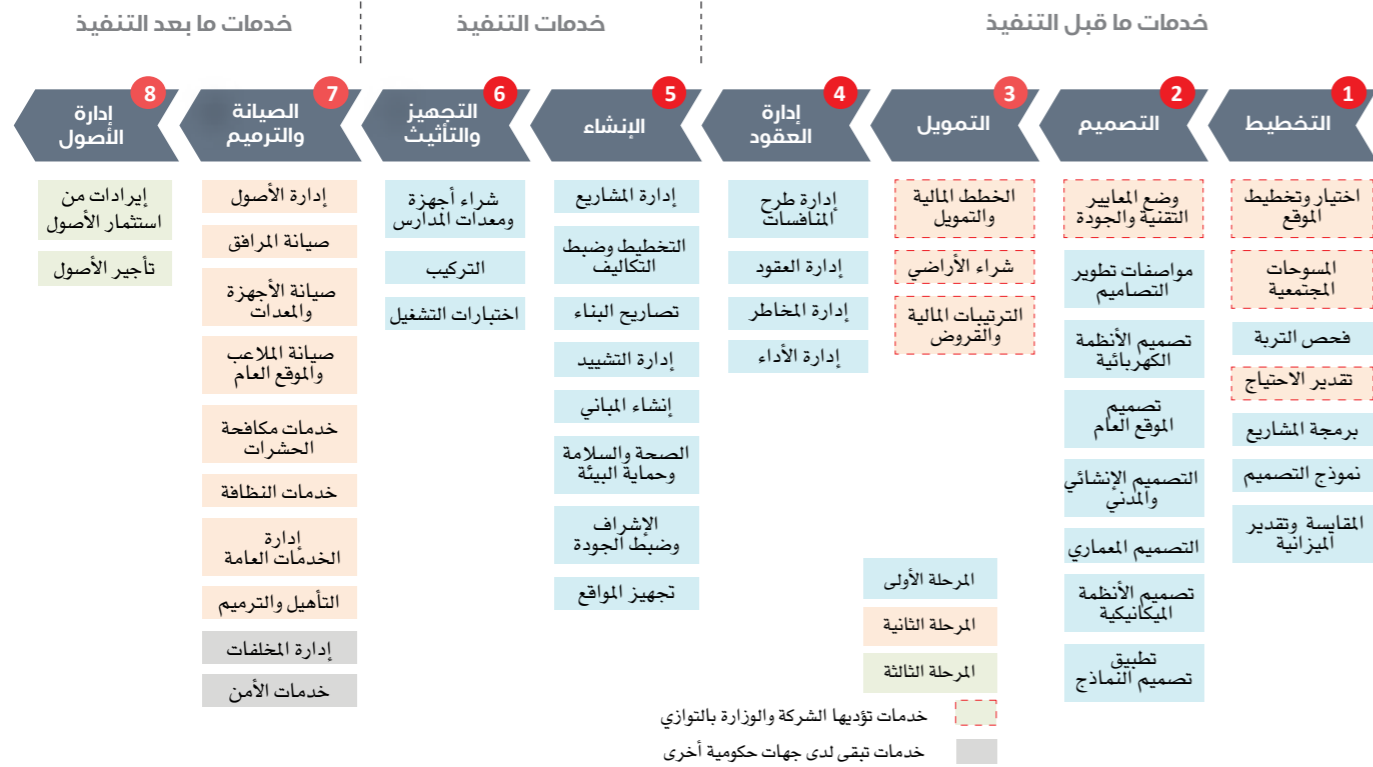 خدمات ما قبل التنفيذ
خدمات التنفيذ
خدمات ما بعد التنفيذ
1
التخطيط
2
التصميم
3
التمويل
4
إدارة
العقود
5
الإنشاء
6
التجهيز
والتأثيث
7
الصيانة
والترميم
8
إدارة
الأصول
اختيار وتخطيط
الموقع
المسوحات
المجتمعية
فحص التربة
تقدير الاحتياج
برمجة المشاريع
نموذج التصميم
المقايسة وتقدير
الميزانية
وضع المعايير
التقنية والجودة
مواصفات تطوير
التصاميم
تصميم الأنظمة
الكهربائية
تصميم
الموقع العام
التصميم الإنشائي
والمدني
التصميم المعماري
تصميم الأنظمة
الميكانيكية
تطبيق
تصميم النماذج
الخطط المالية
والتمويل
شراء الأراضي
الترتيبات المالية
والقروض
إدارة طرح
المنافسات
إدارة العقود
إدارة المخاطر
إدارة الأداء
إدارة المشاريع
التخطيط وضبط
التكاليف
تصاريح البناء
إدارة التشييد
إنشاء المباني
الصحة والسلامة
وحماية البيئة
الإشراف
وضبط الجودة
تجهيز المواقع
شراء أجهزة
ومعدات المدارس
التركيب
اختبارات التشغيل
إدارة الأصول
صيانة المرافق
صيانة الأجهزة
والمعدات
صيانة الملاعب
والموقع العام
خدمات مكافحة
الحشرات
خدمات النظافة
إدارة
الخدمات العامة
التأهيل والترميم
إدارة المخلفات
خدمات الأمن
إيرادات من
استثمار الأصول
تأجير الأصول
المرحلة الأولى
المرحلة الثانية
المرحلة الثالثة
خدمات تؤديها الشركة والوزارة بالتوازي
خدمات تبقى لدى جهات حكومية أخرى